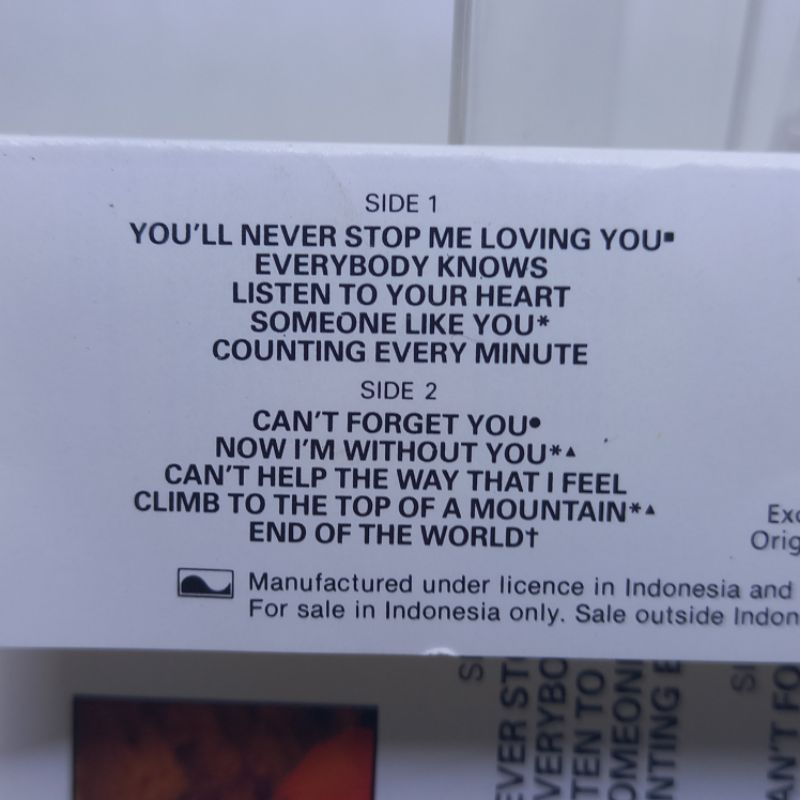 SIDE 1
YOU'LL NEVER STOP ME LOVING YOU▪
EVERYBODY KNOWS
LISTEN TO YOUR HEART
SOMEONE LIKE YOU*
COUNTING EVERY MINUTE
SIDE 2
CAN'T FORGET YOU•
NOW I'M WITHOUT YOU*▲
CAN'T HELP THE WAY THAT I FEEL
CLIMB TO THE TOP OF A MOUNTAIN*▲
END OF THE WORLD†
Manufactured under licence in Indonesia and
For sale in Indonesia only. Sale outside